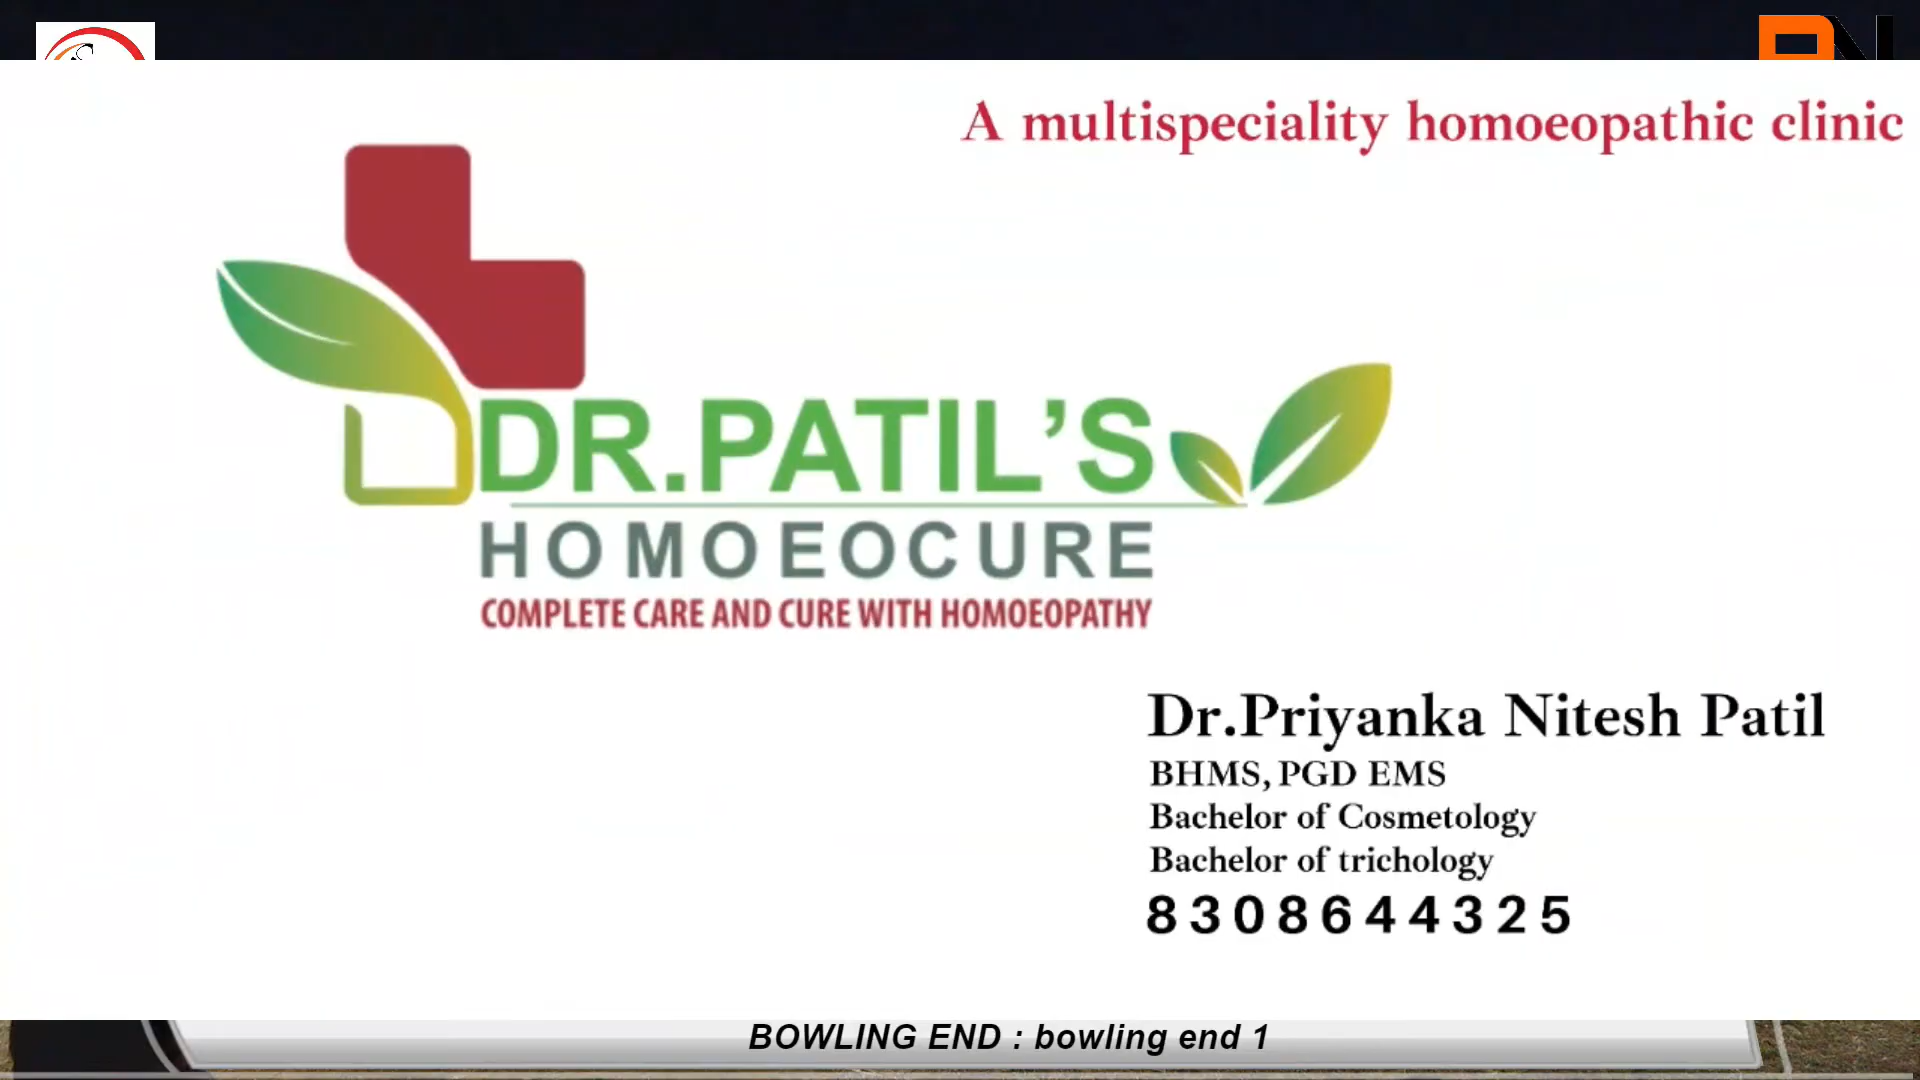 A multispeciality homoeopathic clinic
DR.PATIL’S
HOMOEOCURE
COMPLETE CARE AND CURE WITH HOMOEOPATHY
Dr.Priyanka Nitesh Patil
BHMS, PGD EMS
Bachelor of Cosmetology
Bachelor of trichology
8308644325
BOWLING END : bowling end 1